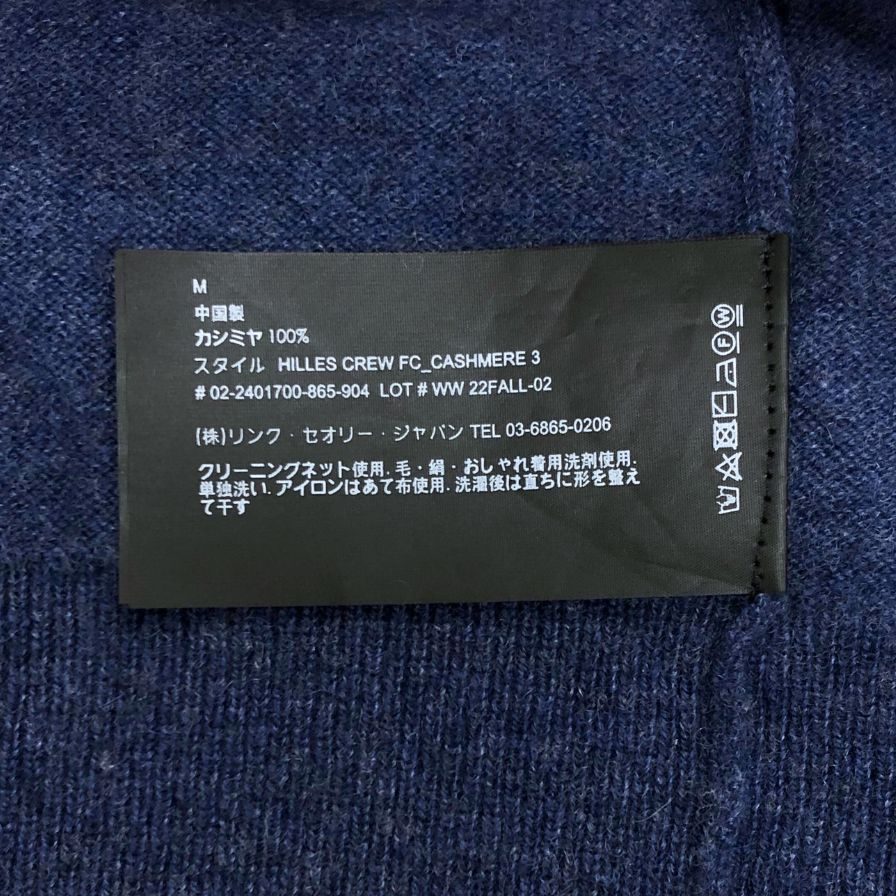 M
中国製
カシミヤ 100%
スタイル HILLES CREW FC_CASHMERE 3
# 02-2401700-865-904 LOT # WW 22FALL-02
(株)リンク・セオリー・ジャパン TEL 03-6865-0206
クリーニングネット使用. 毛・絹・おしゃれ着用洗剤使用.
単独洗い. アイロンはあて布使用. 洗濯後は直ちに形を整え
て干す
W
F